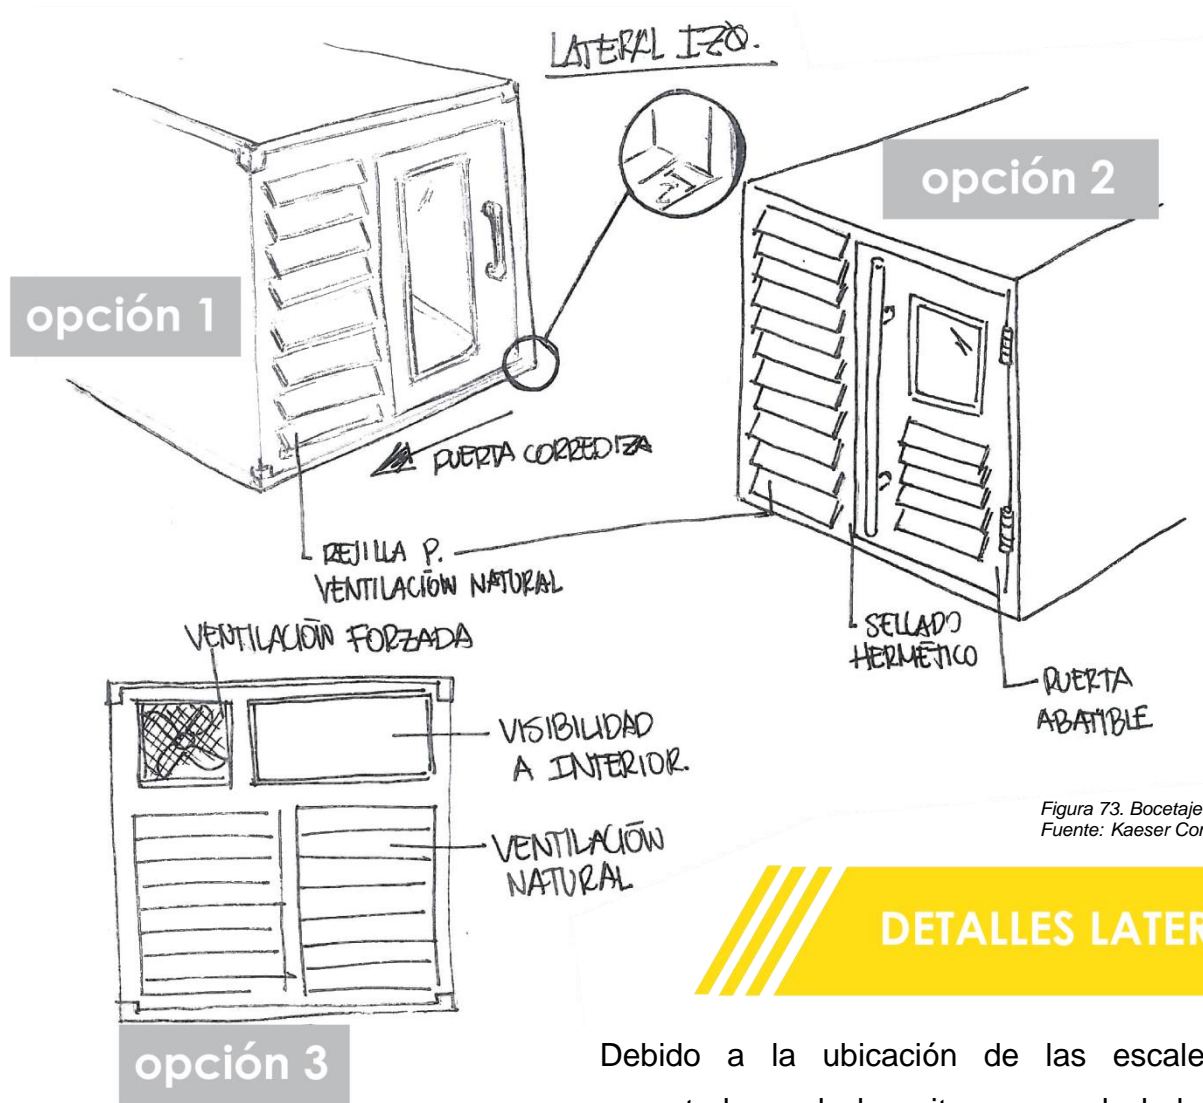 LATERAL IZQ.
opción 2
opción 1
PUERTA CORREDIZA
REJILLA P.
VENTILACIÓN NATURAL
SELLADO
HERMÉTICO
PUERTA
ABATIBLE
VENTILACIÓN FORZADA
VISIBILIDAD
A INTERIOR.
VENTILACIÓN
NATURAL
opción 3
Figura 73. Bocetaje
Fuente: Kaeser Co
DETALLES LATER
Debido a la ubicación de las escale